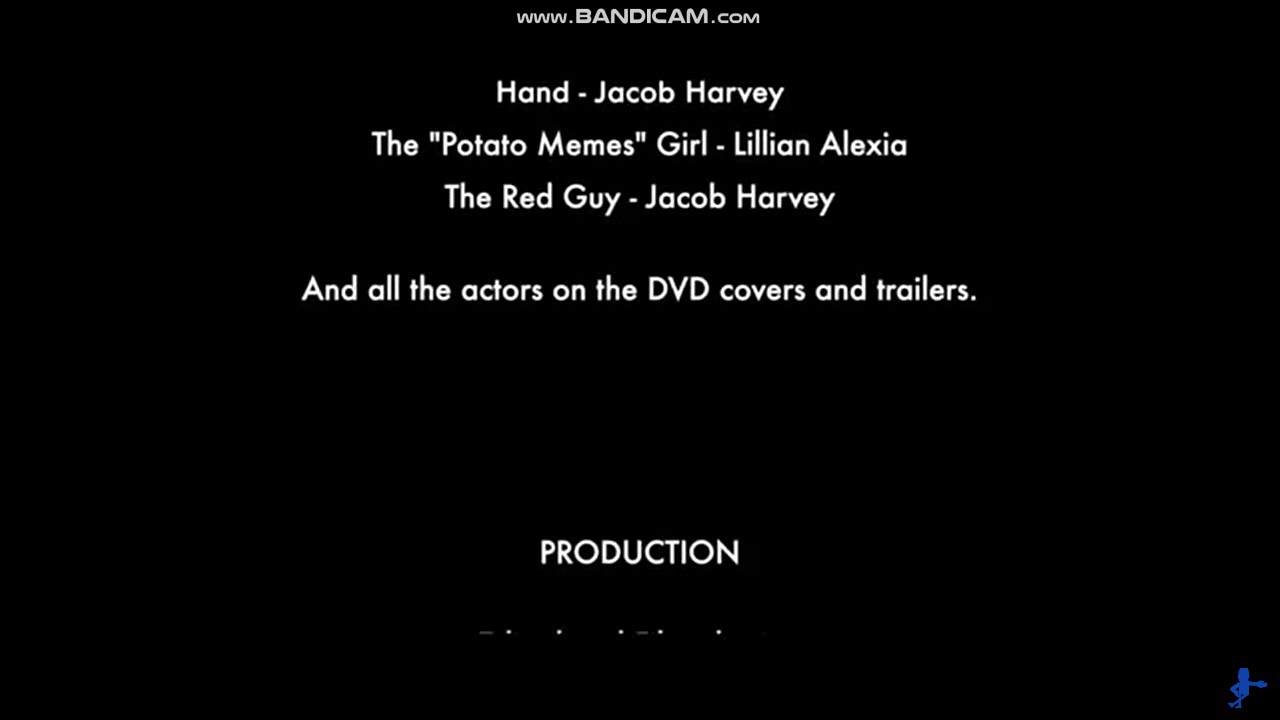 www.BANDICAM.com
Hand - Jacob Harvey
The "Potato Memes" Girl - Lillian Alexia
The Red Guy - Jacob Harvey
And all the actors on the DVD covers and trailers.
PRODUCTION